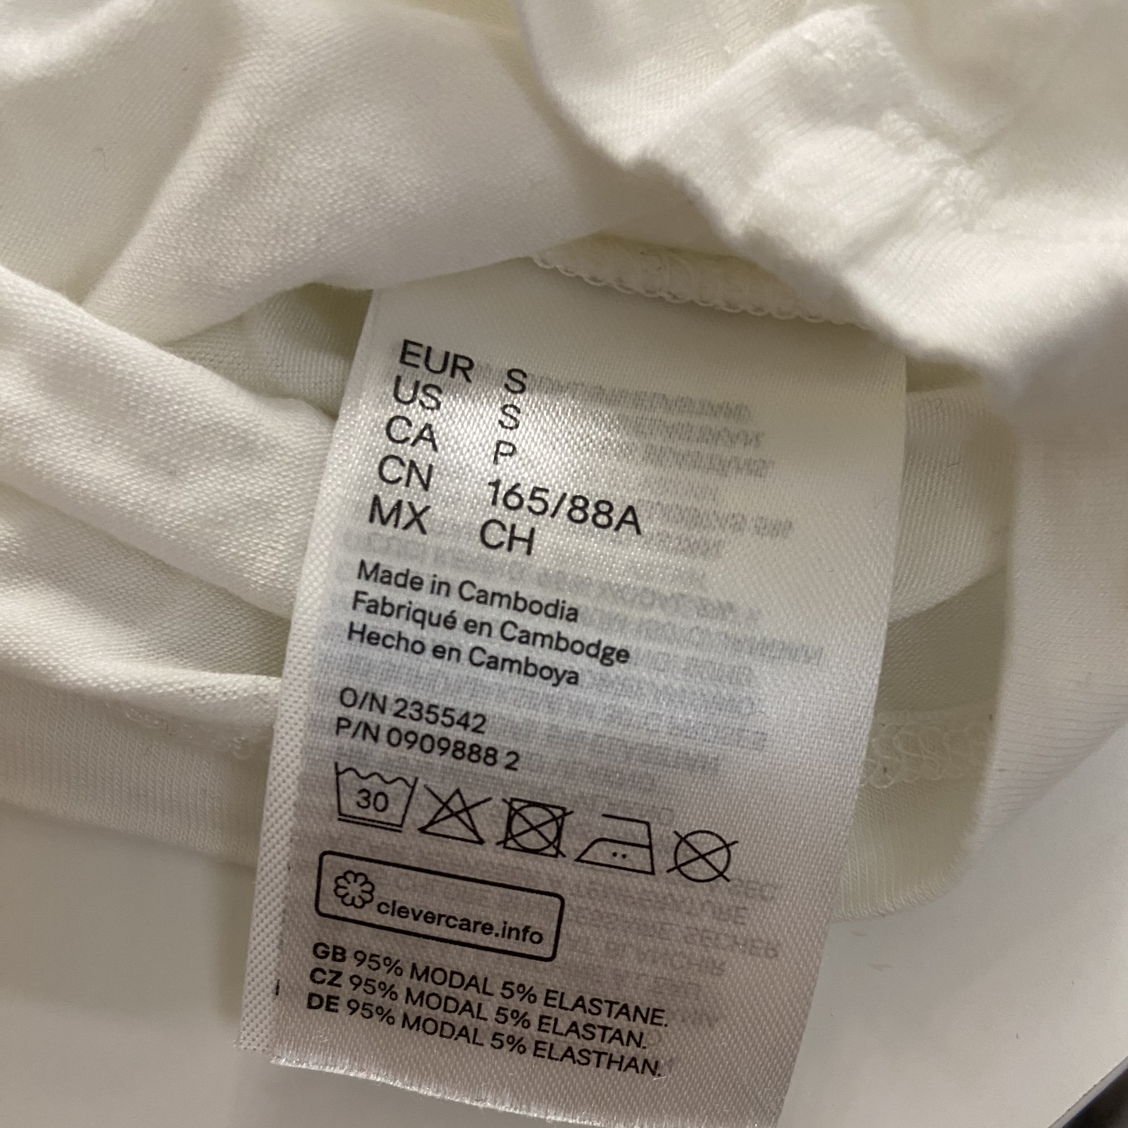 EUR S
US S
CA P
CN 165/88A
MX CH
Made in Cambodia
Fabriqué en Cambodge
Hecho en Camboya
O/N 235542
P/N 0909888 2
30
clevercare.info
GB 95% MODAL 5% ELASTANE.
CZ 95% MODAL 5% ELASTAN.
DE 95% MODAL 5% ELASTHAN.